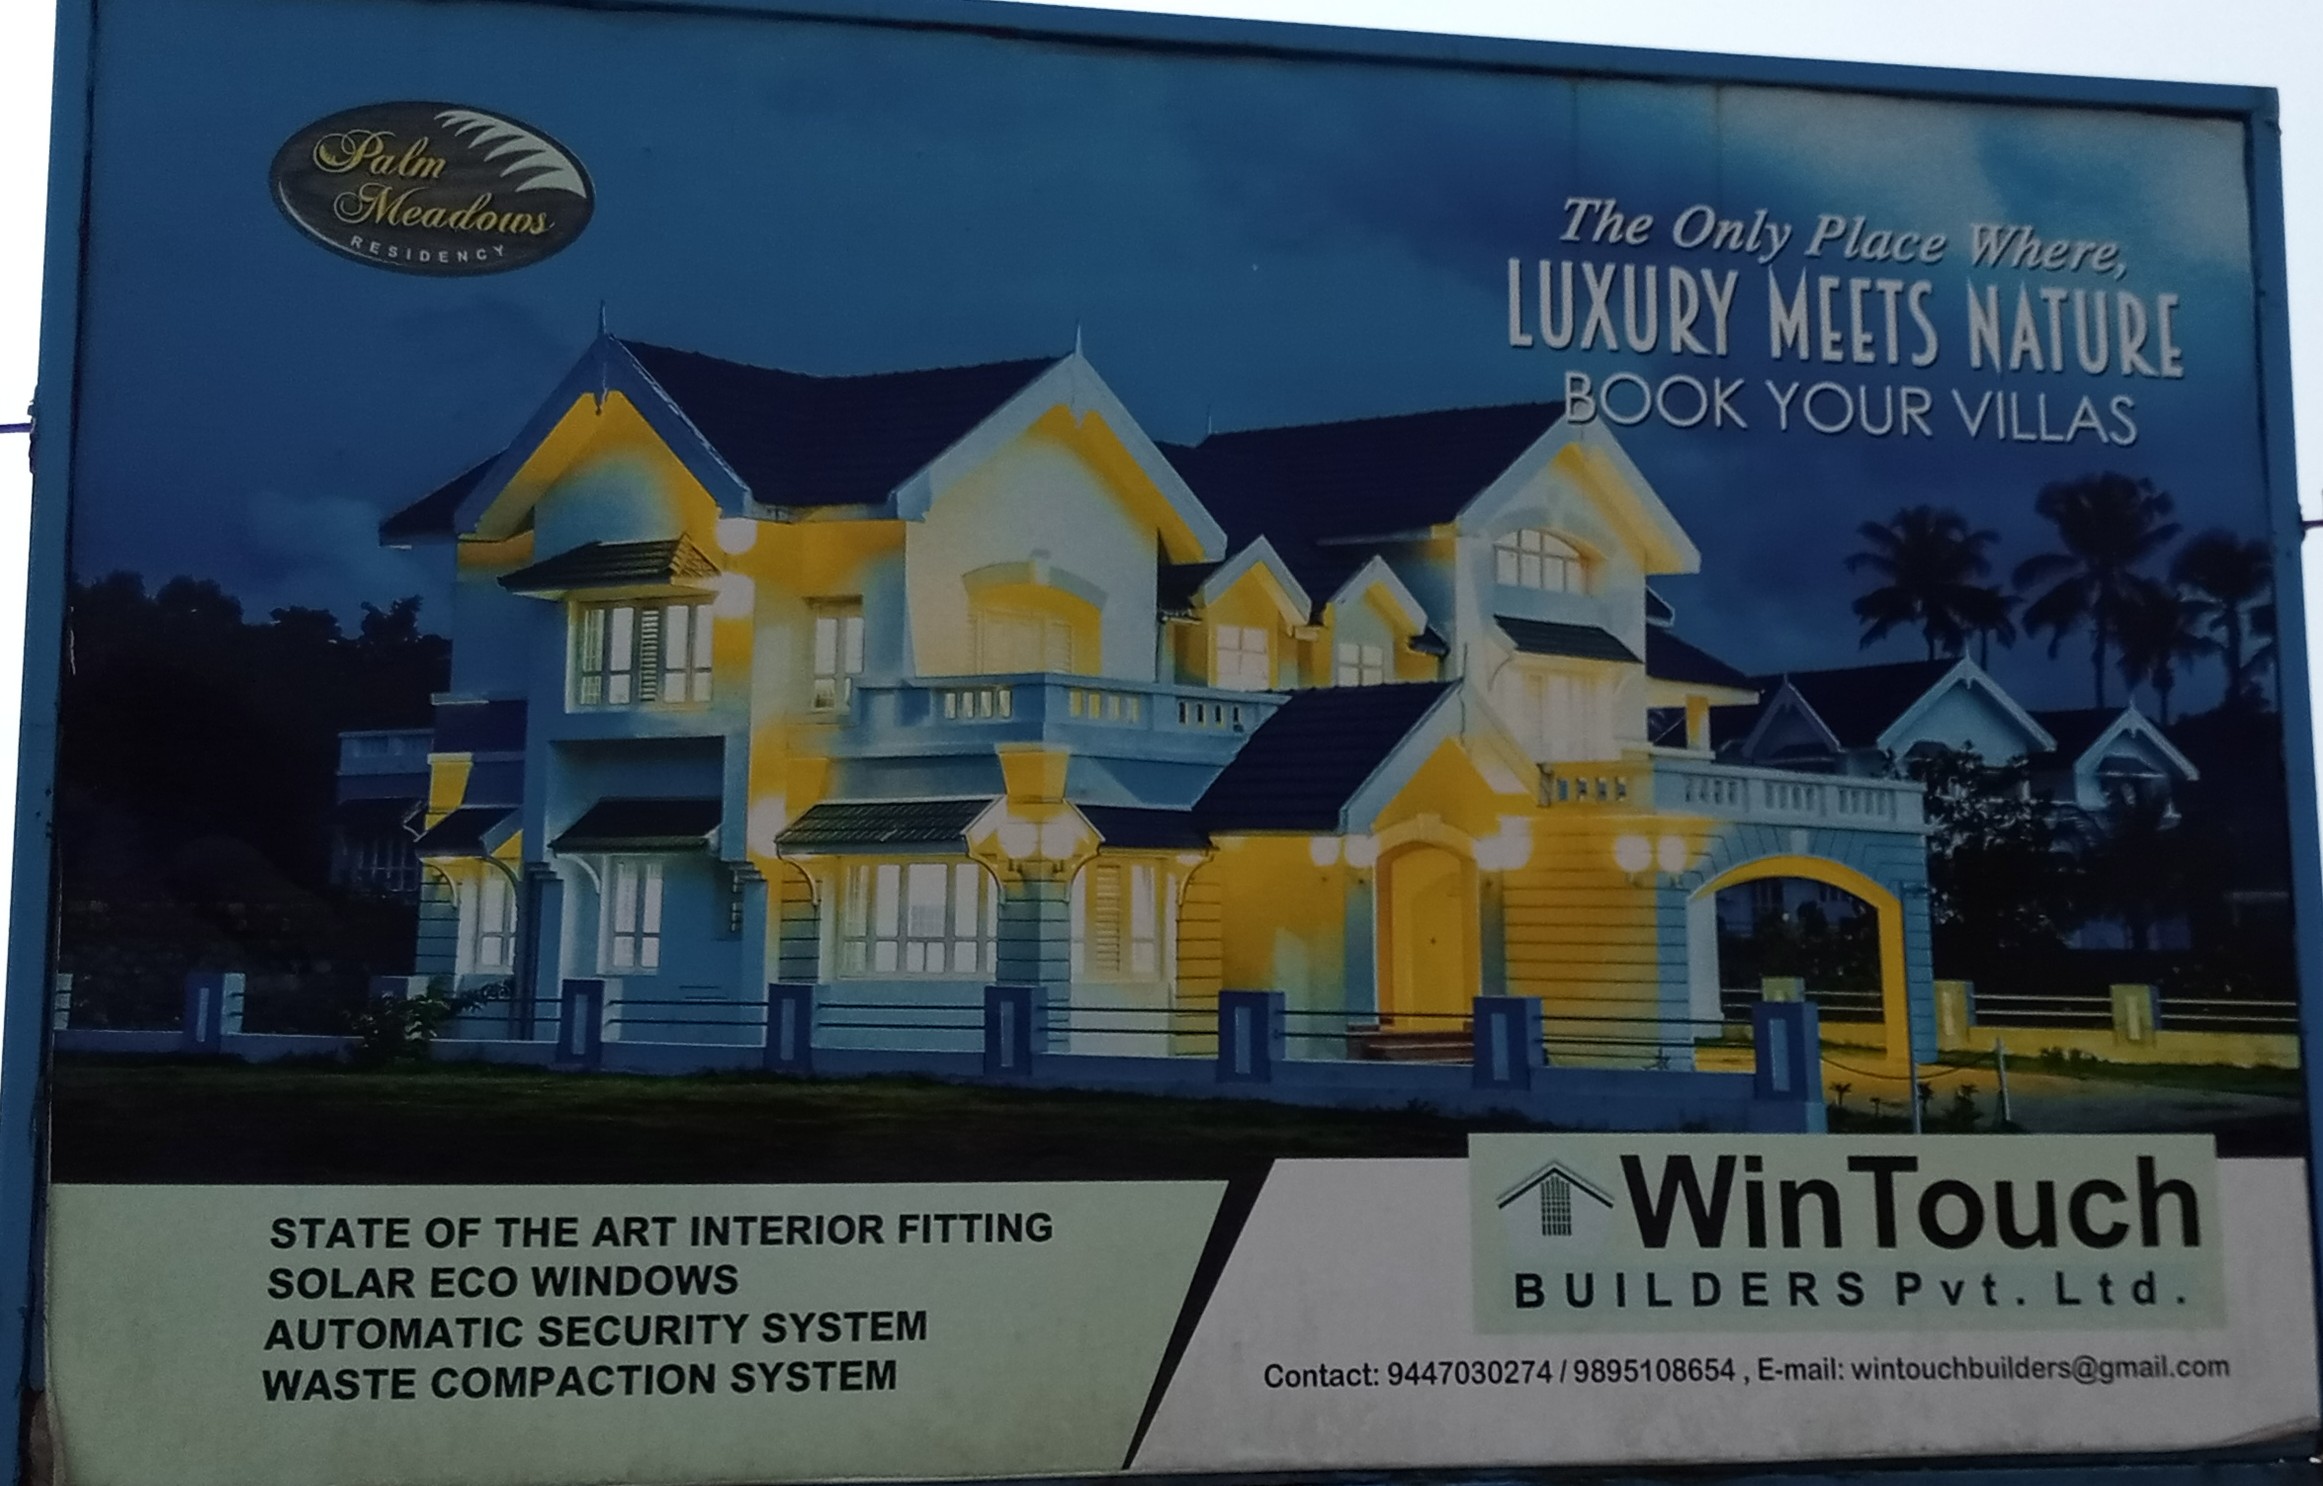 Palm
Meadows
RESIDENCY
The Only Place Where,
LUXURY MEETS NATURE
BOOK YOUR VILLAS
STATE OF THE ART INTERIOR FITTING
SOLAR ECO WINDOWS
AUTOMATIC SECURITY SYSTEM
WASTE COMPACTION SYSTEM
WinTouch
BUILDERS Pvt. Ltd.
Contact: 9447030274 / 9895108654 , E-mail: wintouchbuilders@gmail.com